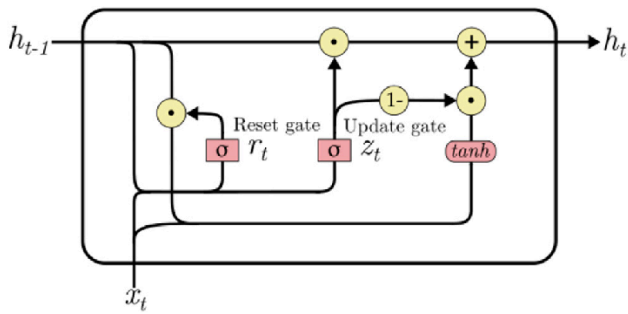 h_{t-1}
h_t
+
1-
Reset gate
Update gate
σ
r_t
σ
z_t
tanh
x_t